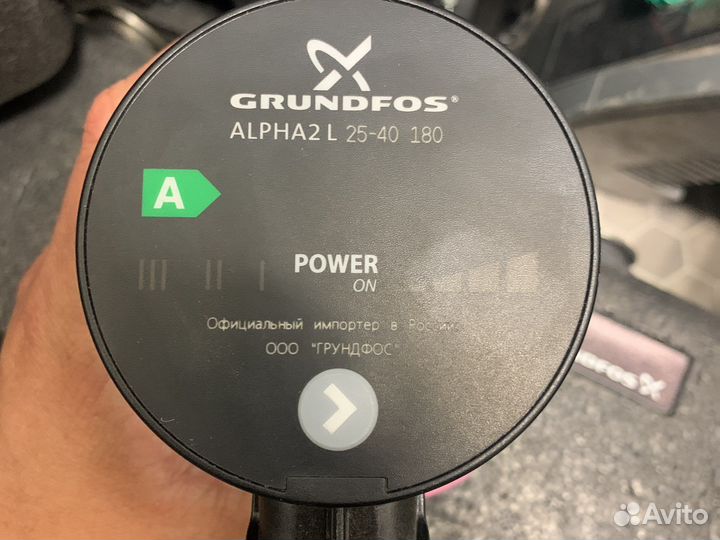 GRUNDFOS®
ALPHA2 L 25-40 180
A
III II I
POWER
ON
Официальный импортер в России
ООО "ГРУНДФОС"
Avito